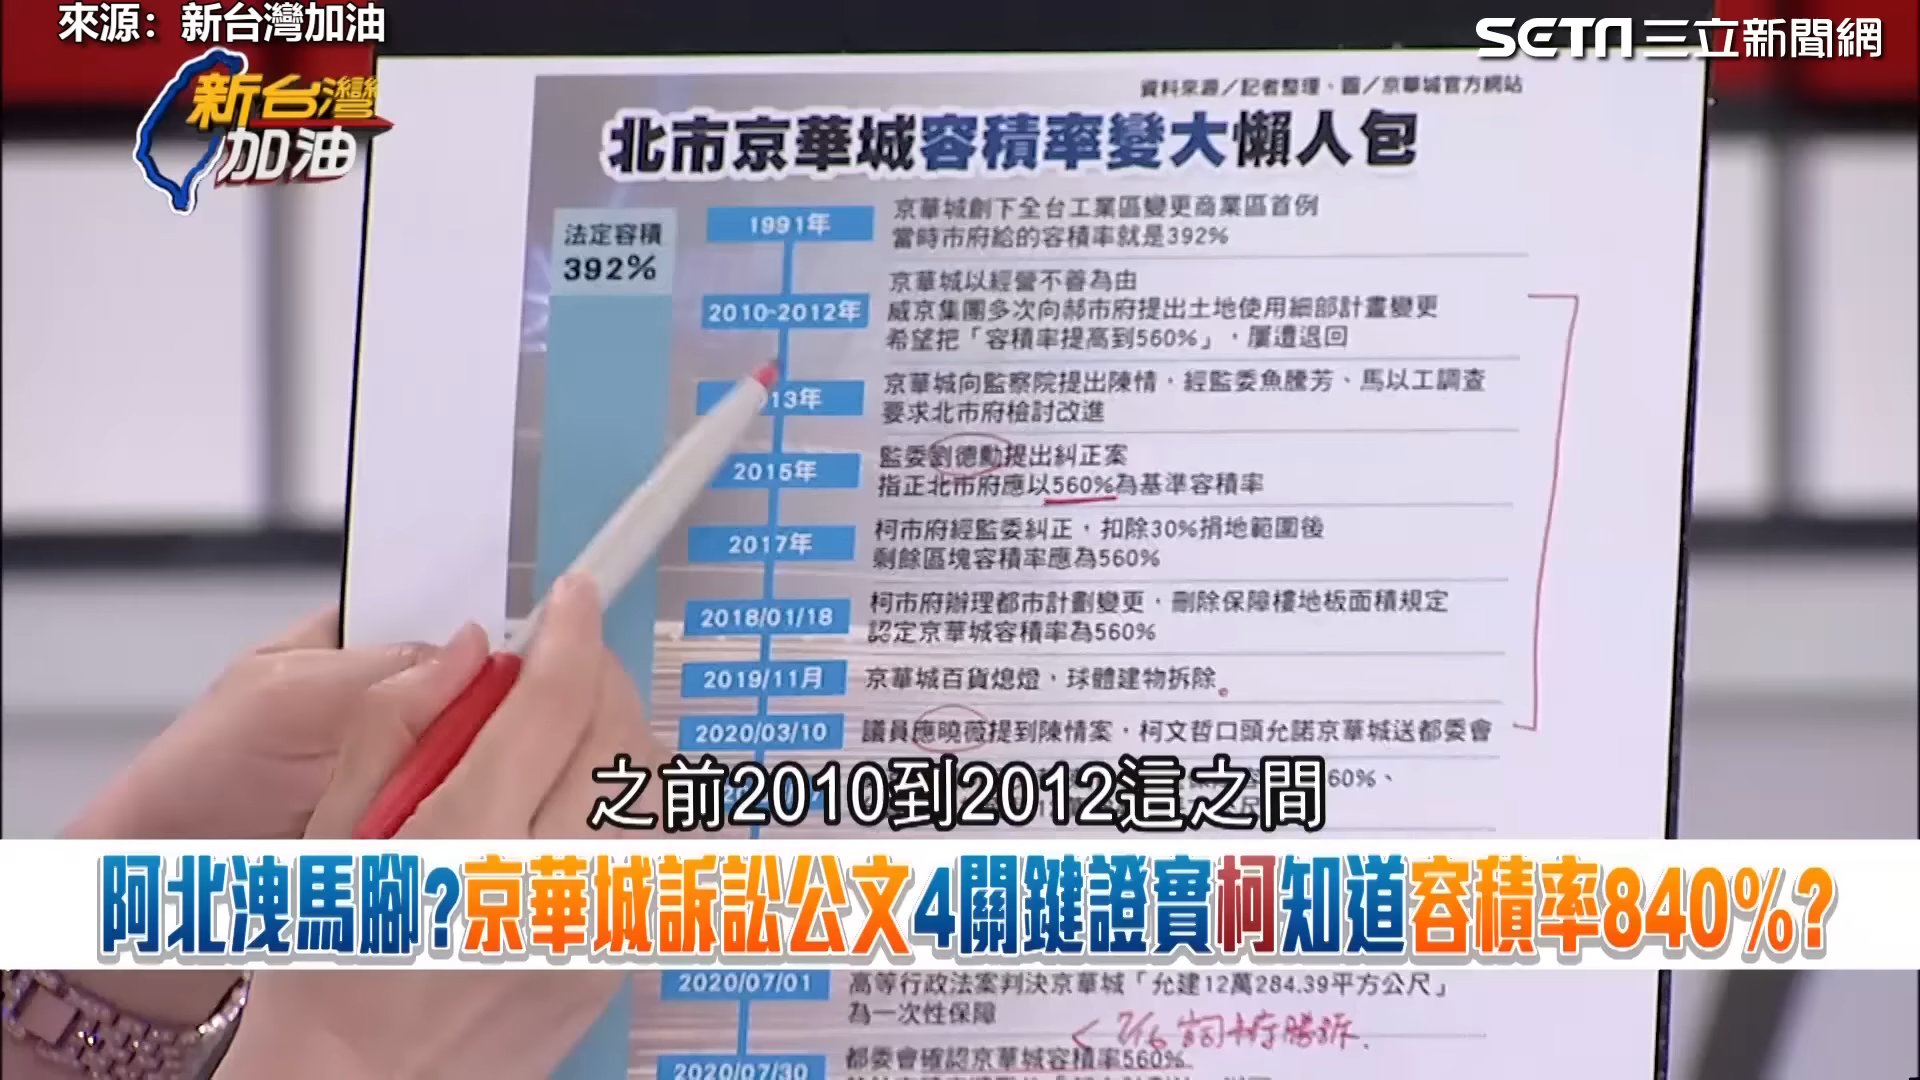 來源：新台灣加油
SETN三立新聞網
新台灣
加油
資料來源／記者整理、圖／京華城官方網站
北市京華城容積率變大懶人包
法定容積
392%
1991年
京華城創下全台工業區變更商業區首例
當時市府給的容積率就是392%
2010-2012年
京華城以經營不善為由
威京集團多次向郝市府提出土地使用細部計畫變更
希望把「容積率提高到560%」，屢遭退回
13年
京華城向監察院提出陳情，經監委魚騰芳、馬以工調查
要求北市府檢討改進
2015年
監委劉德勳提出糾正案
指正北市府應以560%為基準容積率
2017年
柯市府經監委糾正，扣除30%捐地範圍後
剩餘區塊容積率應為560%
2018/01/18
柯市府辦理都市計劃變更，刪除保障樓地板面積規定
認定京華城容積率為560%
2019/11月
京華城百貨熄燈，球體建物拆除
2020/03/10
議員應曉薇提到陳情案，柯文哲口頭允諾京華城送都委會
60%、
之前2010到2012這之間
阿北洩馬腳?京華城訴訟公文4關鍵證實柯知道容積率840%?
2020/07/01
高等行政法案判決京華城「允建12萬284.39平方公尺」
為一次性保障
2020/07/30
都委會確認京華城容積率560%